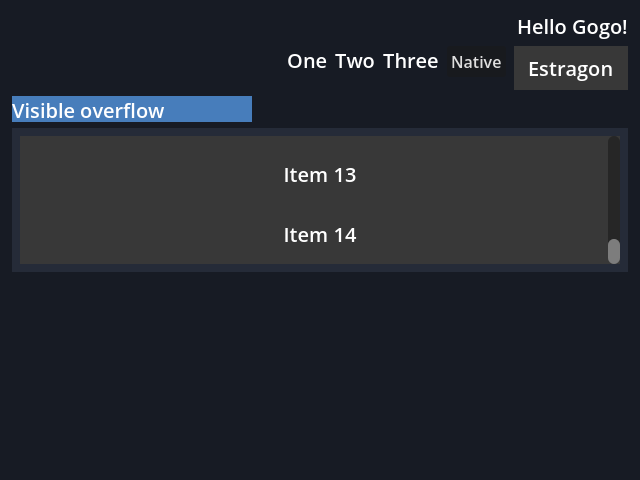 Hello Gogo!
One Two Three Native Estragon
Visible overflow
Item 13
Item 14